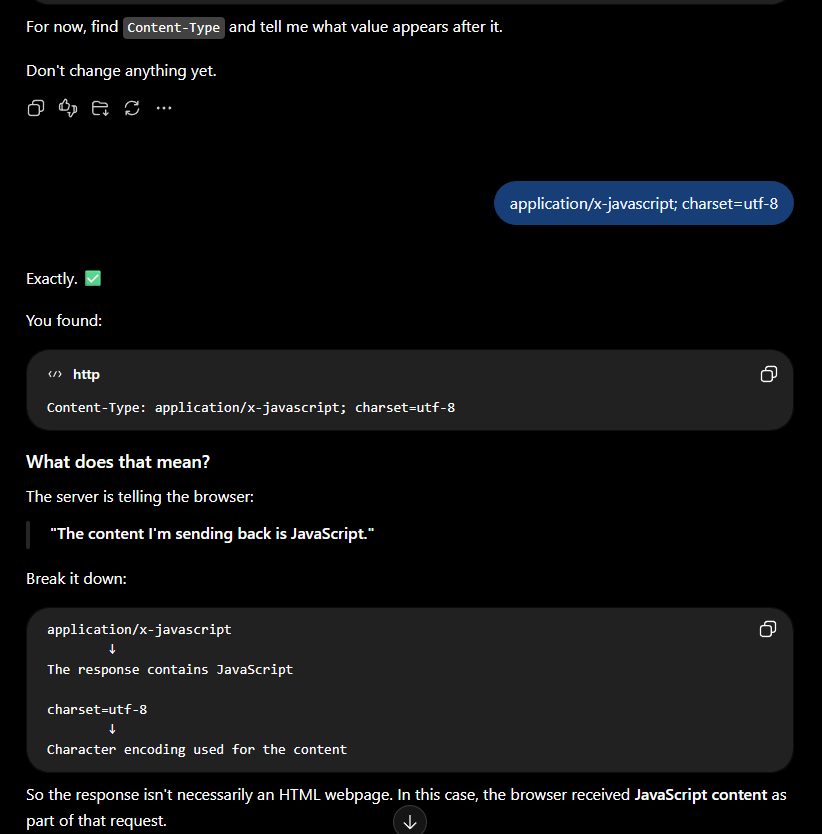 For now, find Content-Type and tell me what value appears after it.
Don't change anything yet.
application/x-javascript; charset=utf-8
Exactly. ✅
You found:
http
Content-Type: application/x-javascript; charset=utf-8
What does that mean?
The server is telling the browser:
"The content I'm sending back is JavaScript."
Break it down:
application/x-javascript
↓
The response contains JavaScript
charset=utf-8
↓
Character encoding used for the content
So the response isn't necessarily an HTML webpage. In this case, the browser received JavaScript content as
part of that request.